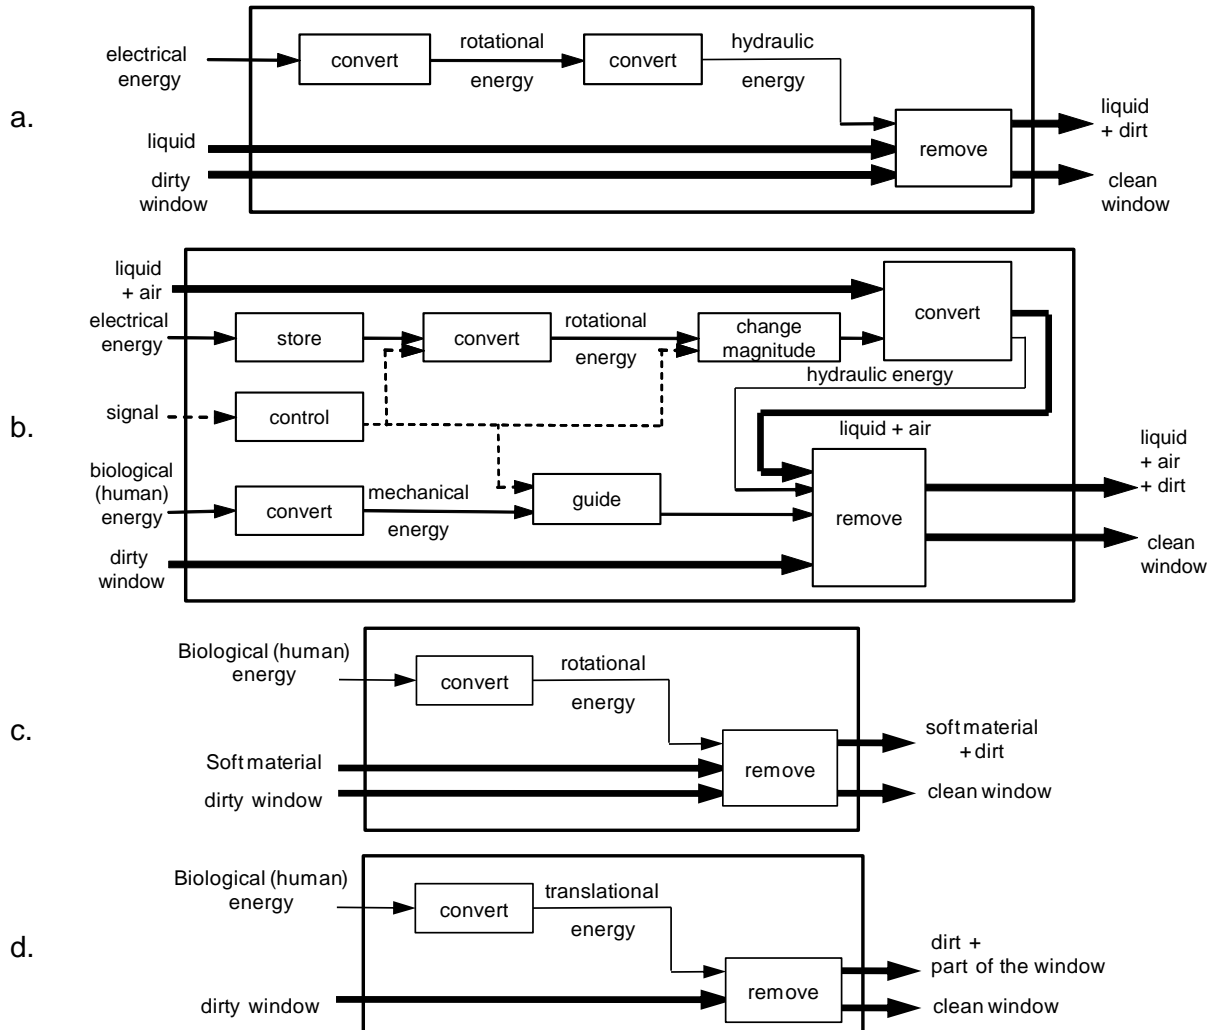 a.
electrical
energy
convert
rotational
energy
convert
hydraulic
energy
liquid
dirty
window
remove
liquid
+ dirt
clean
window
b.
liquid
+ air
electrical
energy
store
convert
rotational
energy
change
magnitude
convert
hydraulic energy
signal
control
liquid + air
biological
(human)
energy
convert
mechanical
energy
guide
remove
dirty
window
liquid
+ air
+ dirt
clean
window
c.
Biological (human)
energy
convert
rotational
energy
Soft material
dirty window
remove
soft material
+ dirt
clean window
d.
Biological (human)
energy
convert
translational
energy
dirty window
remove
dirt +
part of the window
clean window